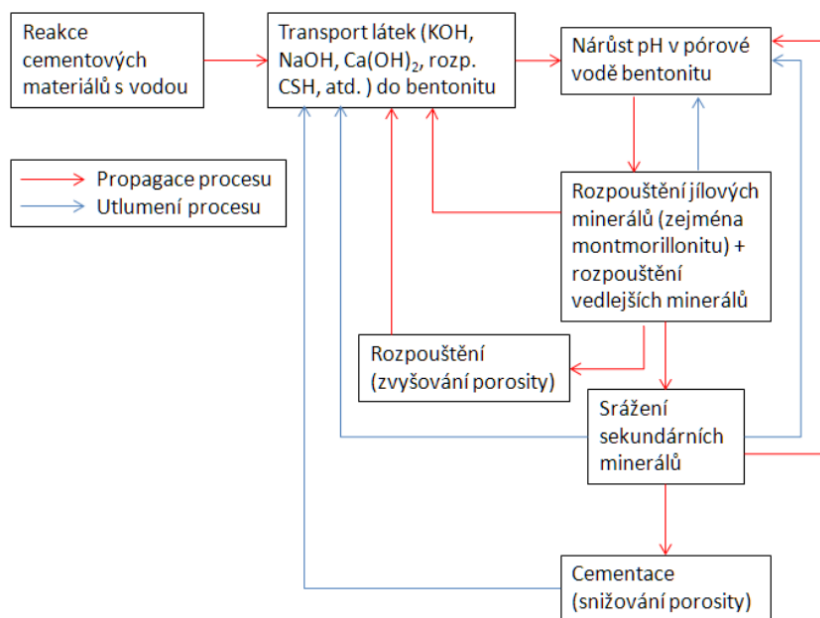 Reakce
cementových
materiálů s vodou
Transport látek (KOH,
NaOH, Ca(OH)₂, rozp.
CSH, atd. ) do bentonitu
Nárůst pH v pórové
vodě bentonitu
Propagace procesu
Utlumení procesu
Rozpouštění jílových
minerálů (zejména
montmorillonitu) +
rozpouštění
vedlejších minerálů
Rozpouštění
(zvyšování porosity)
Srážení
sekundárních
minerálů
Cementace
(snižování porosity)